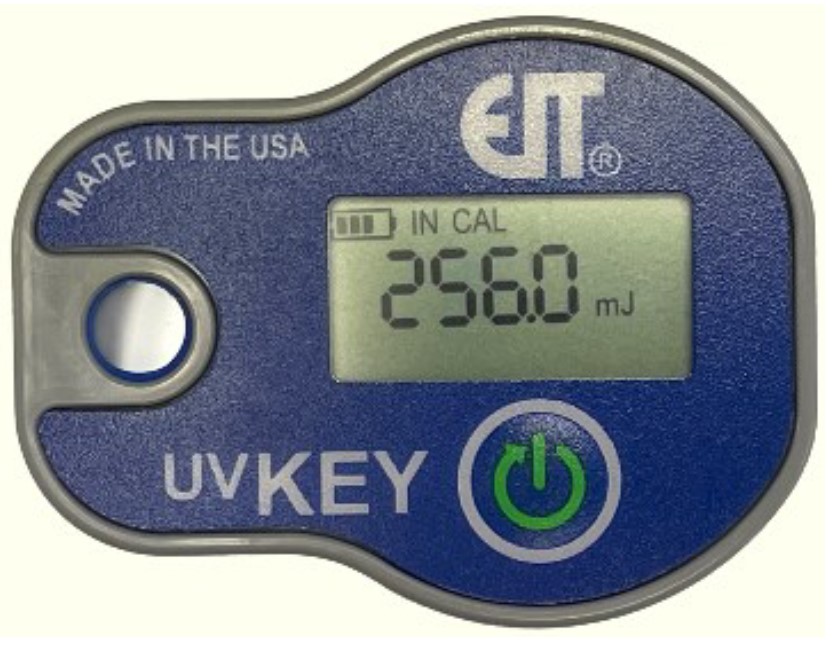 EIT®
MADE IN THE USA
IN CAL
256.0 mJ
UVKEY